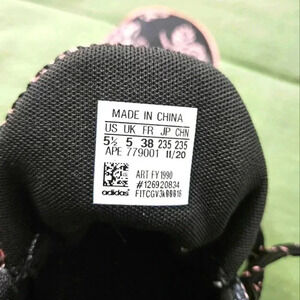 MADE IN CHINA
US UK FR JP CHN
5½ 5 38 235 235
APE 779001 11/20
ART FY1990
#126920834
adidas